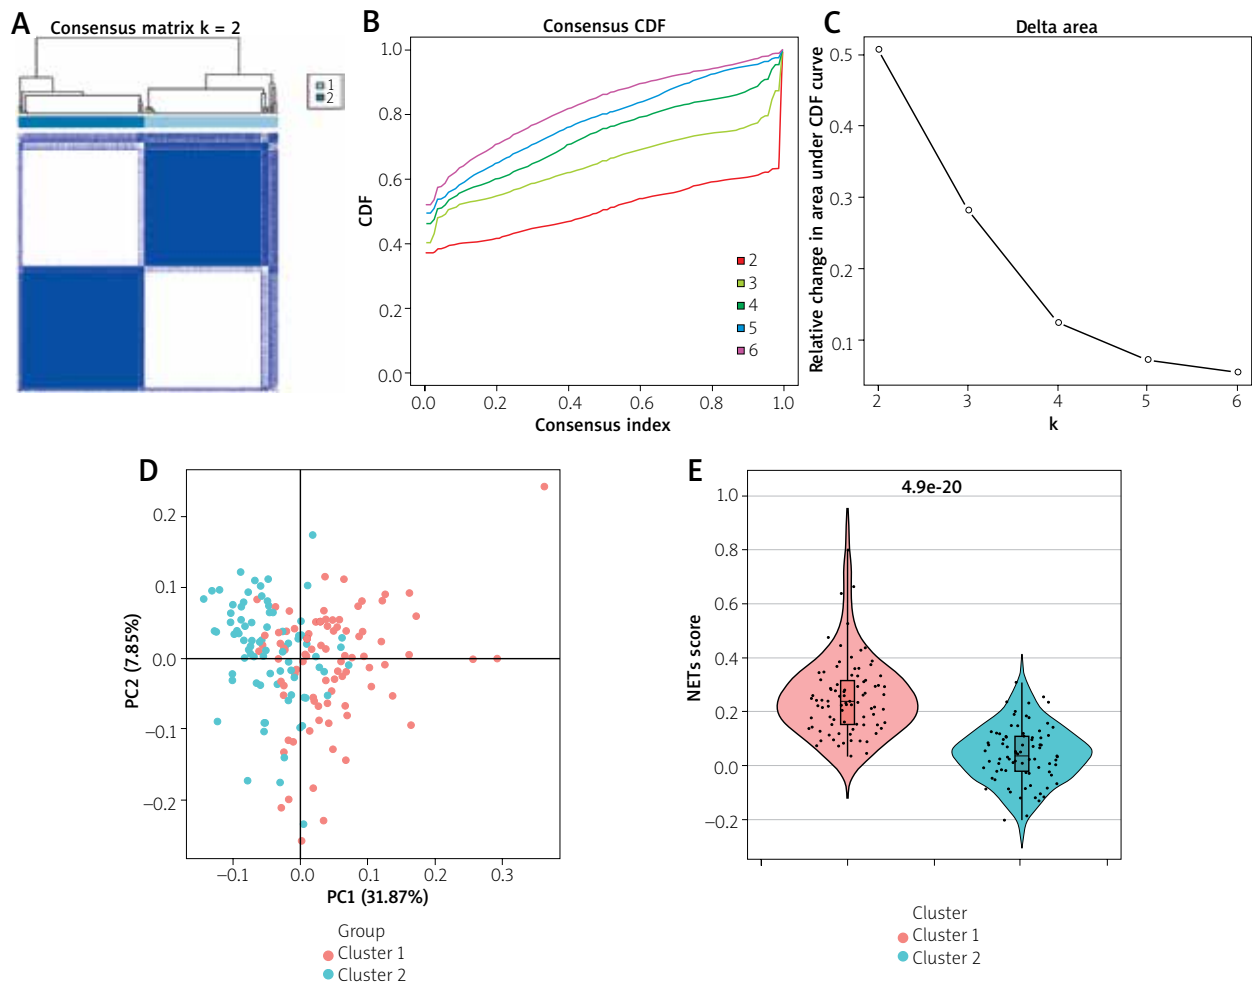 A
Consensus matrix k = 2
1
2
B
Consensus CDF
CDF
1.0
0.8
0.6
0.4
0.2
0.0
2
3
4
5
6
0.0 0.2 0.4 0.6 0.8 1.0
Consensus index
C
Delta area
Relative change in area under CDF curve
0.5
0.4
0.3
0.2
0.1
2 3 4 5 6
k
D
PC2 (7.85%)
0.2
0.1
0.0
−0.1
−0.2
−0.1 0.0 0.1 0.2 0.3
PC1 (31.87%)
Group
Cluster 1
Cluster 2
E
4.9e-20
NETs score
1.0
0.8
0.6
0.4
0.2
0.0
−0.2
Cluster
Cluster 1
Cluster 2